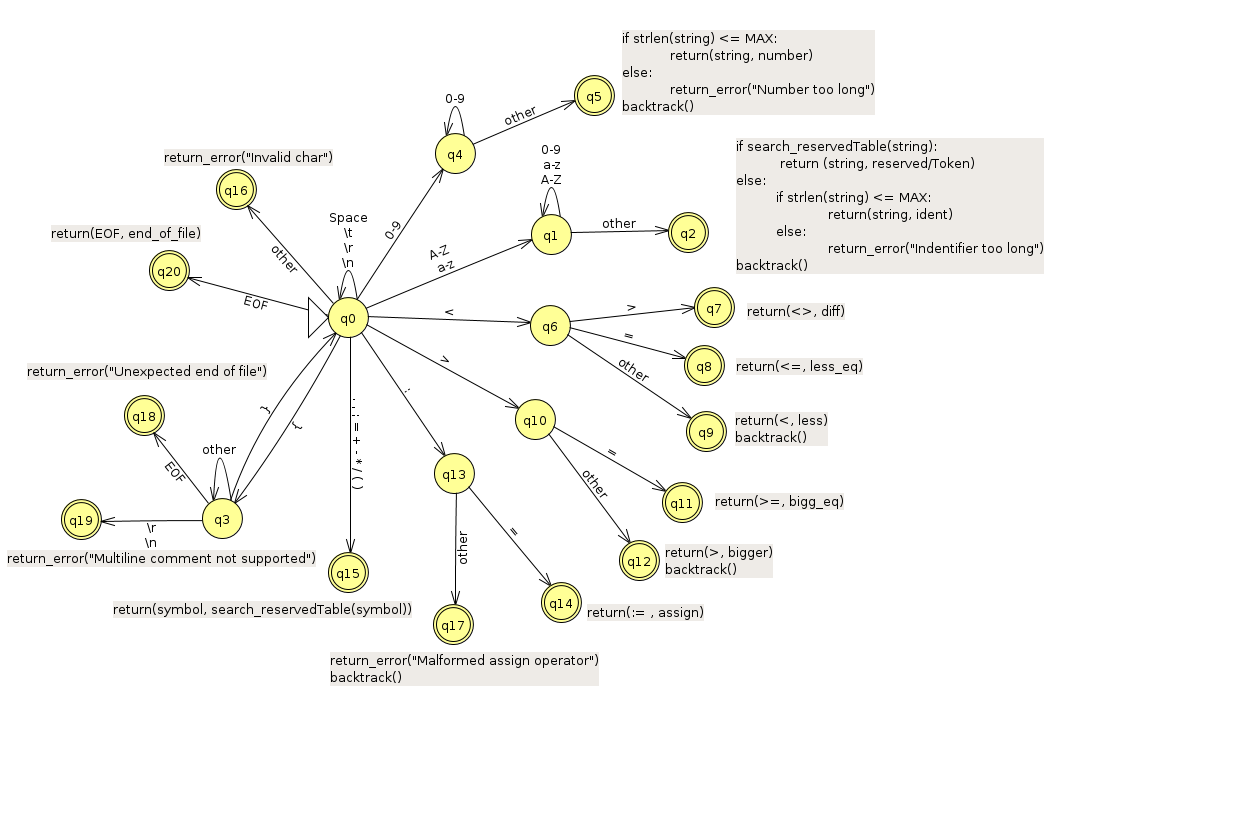 if strlen(string) <= MAX:
return(string, number)
else:
return_error("Number too long")
backtrack()
q5
other
0-9
q4
if search_reservedTable(string):
return (string, reserved/Token)
else:
if strlen(string) <= MAX:
return(string, ident)
else:
return_error("Indentifier too long")
backtrack()
0-9
a-z
A-Z
q1
other
q2
return_error("Invalid char")
q16
other
return(EOF, end_of_file)
q20
EOF
Space
\t
\r
\n
q0
0-9
A-Z
a-z
<
q6
>
q7
return(<>, diff)
=
q8
return(<=, less_eq)
other
q9
return(<, less)
backtrack()
>
q10
=
q11
return(>=, bigg_eq)
other
q12
return(>, bigger)
backtrack()
:
q13
=
q14
return(:= , assign)
other
q17
return_error("Malformed assign operator")
backtrack()
. , ; = + - * / ( )
q15
return(symbol, search_reservedTable(symbol))
}
{
return_error("Unexpected end of file")
q18
EOF
other
q3
q19
\r
\n
return_error("Multiline comment not supported")